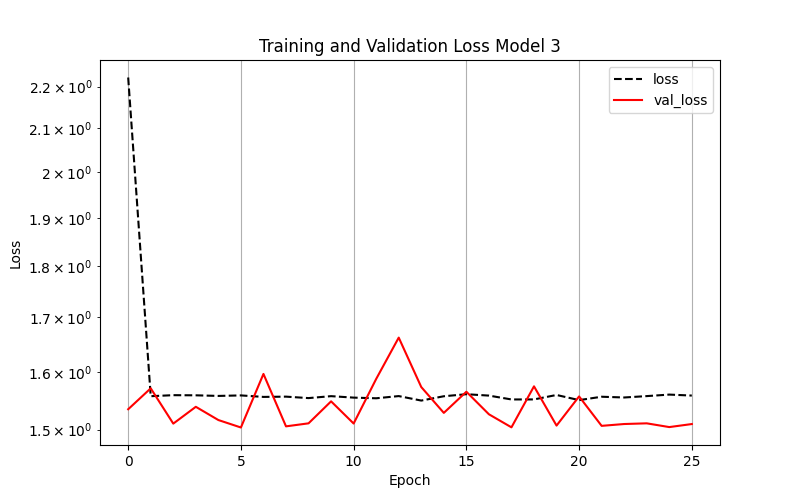 Training and Validation Loss Model 3
loss
val_loss
2.2 × 10⁰
2.1 × 10⁰
2 × 10⁰
1.9 × 10⁰
1.8 × 10⁰
1.7 × 10⁰
1.6 × 10⁰
1.5 × 10⁰
Loss
0 5 10 15 20 25
Epoch